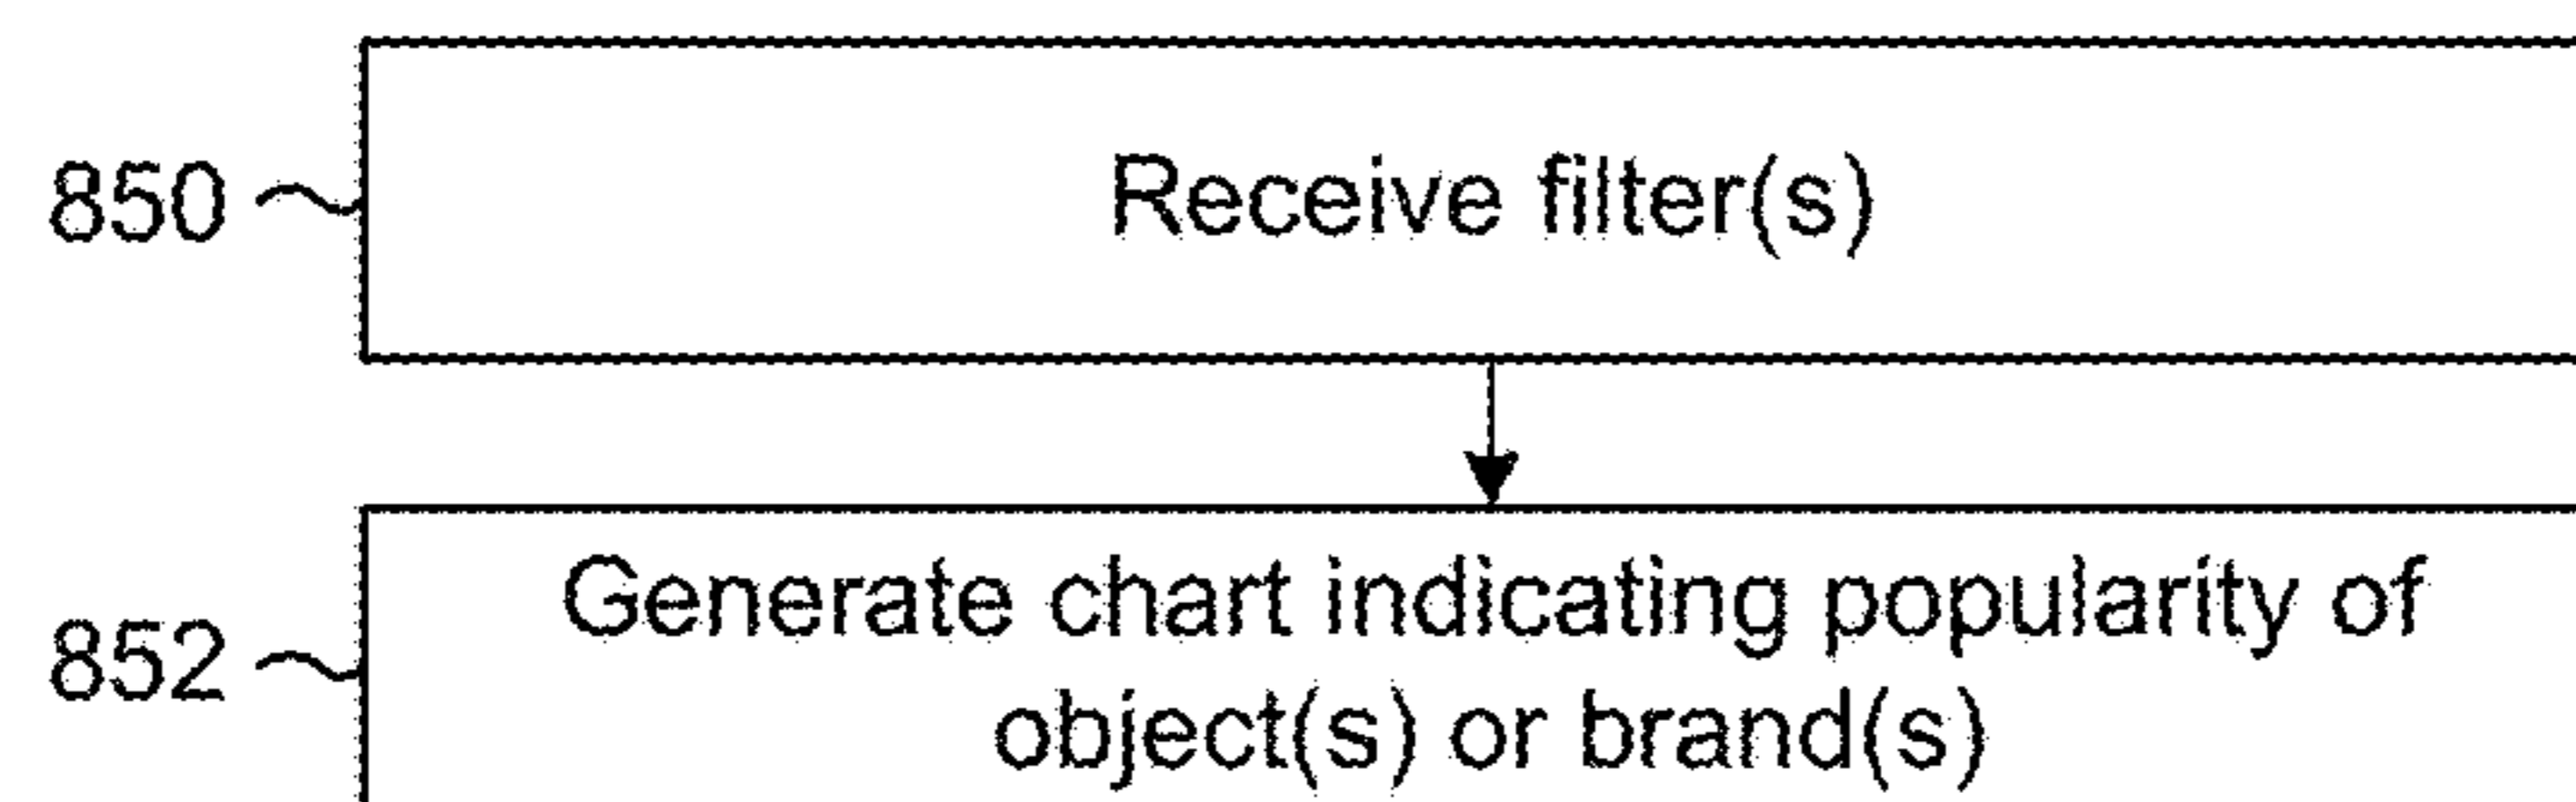 850
Receive filter(s)
852
Generate chart indicating popularity of
object(s) or brand(s)